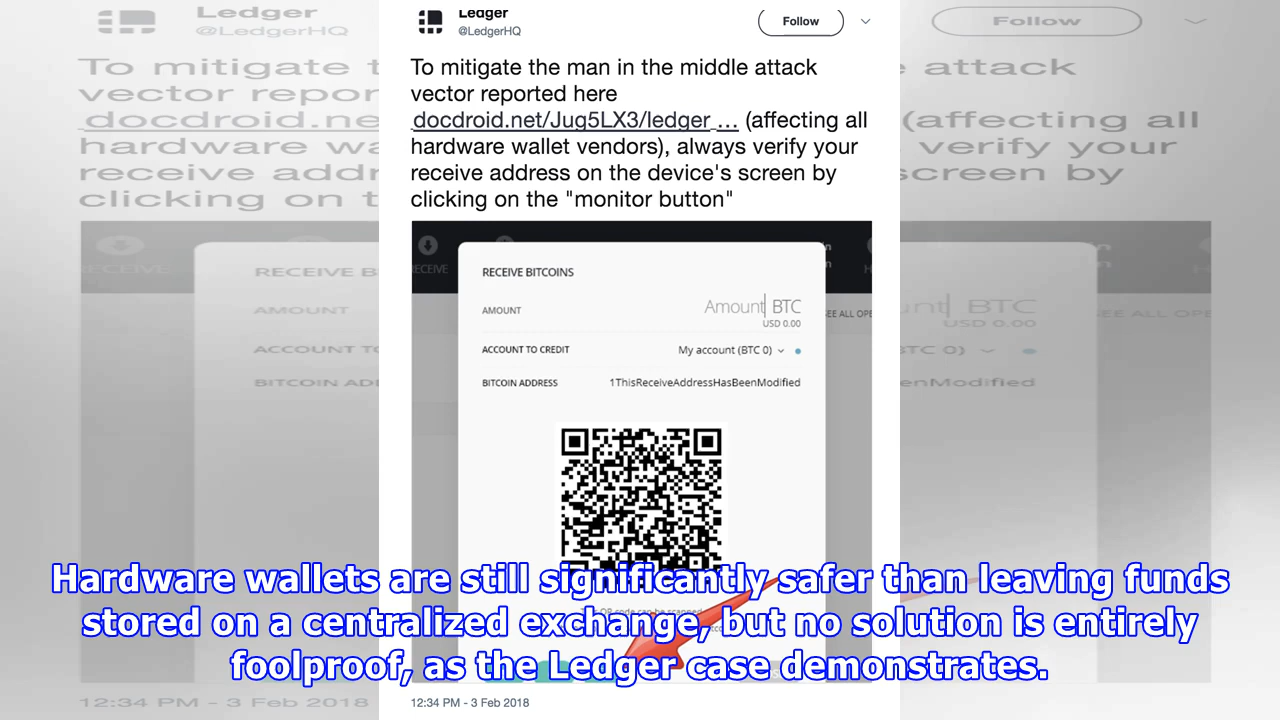 Ledger
@LedgerHQ
Follow
To mitigate the man in the middle attack
vector reported here
docdroid.net/Jug5LX3/ledger ... (affecting all
hardware wallet vendors), always verify your
receive address on the device's screen by
clicking on the "monitor button"
RECEIVE BITCOINS
AMOUNT
Amount BTC
USD 0.00
SEE ALL OPE
ACCOUNT TO CREDIT
My account (BTC 0)
BITCOIN ADDRESS
1ThisReceiveAddressHasBeenModified
Hardware wallets are still significantly safer than leaving funds
stored on a centralized exchange, but no solution is entirely
foolproof, as the Ledger case demonstrates.
12:34 PM - 3 Feb 2018